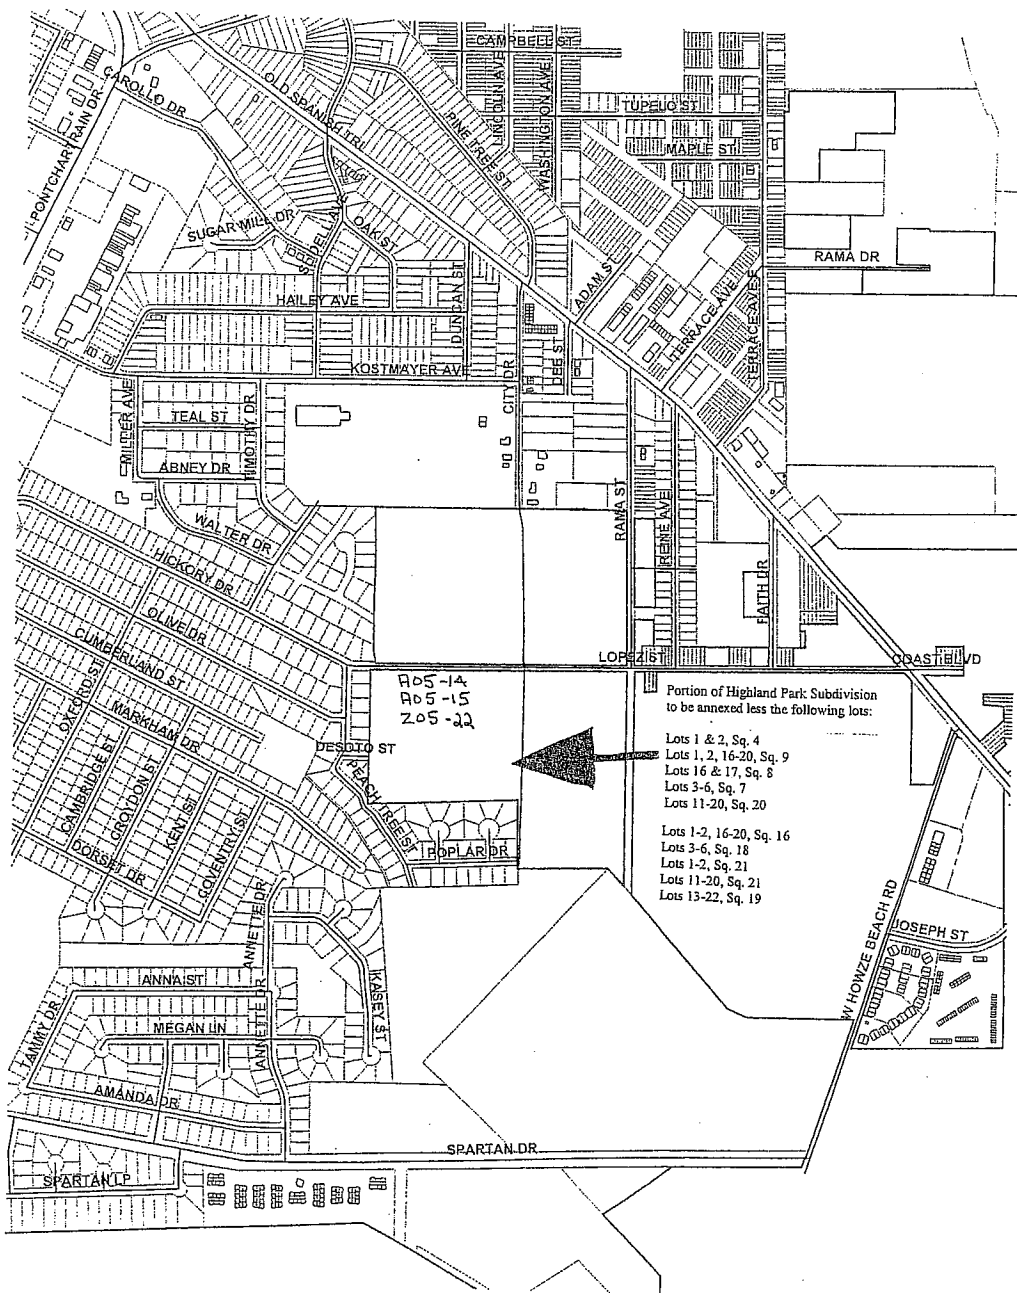 CAMPBELL ST
CAROLLO DR
OLD SPANISH TRL
LINCOLN AVE
WASHINGTON AVE
TUPELO ST
PINE TREE ST
MAPLE ST
PONTCHARTRAIN DR
SUGAR MILL DR
SLIDELL AVE
OAK ST
RAMA DR
ADAM ST
HAILEY AVE
DUNCAN ST
TERRACE AVE
TERRACE AVE E
DEE ST
KOSTMAYER AVE
CITY DR
MILLER AVE
TEAL ST
TIMOTHY DR
ABNEY DR
WALTER DR
RAMA ST
REINE AVE
HICKORY DR
FAITH DR
OLIVE DR
CUMBERLAND ST
LOPEZ ST
COAST BLVD
A05-14
A05-15
Z05-22
Portion of Highland Park Subdivision
to be annexed less the following lots:
Lots 1 & 2, Sq. 4
Lots 1, 2, 16-20, Sq. 9
Lots 16 & 17, Sq. 8
Lots 3-6, Sq. 7
Lots 11-20, Sq. 20
Lots 1-2, 16-20, Sq. 16
Lots 3-6, Sq. 18
Lots 1-2, Sq. 21
Lots 11-20, Sq. 21
Lots 13-22, Sq. 19
OXFORD ST
MARKHAM DR
DESOTO ST
PEACH TREE ST
CAMBRIDGE ST
CROYDON ST
KENT ST
COVENTRY ST
DORSET DR
POPLAR DR
ANNETTE DR
W HOWZE BEACH RD
JOSEPH ST
ANNA ST
KASEY ST
TAMMY DR
MEGAN LN
ANNETTE DR
AMANDA DR
SPARTAN DR
SPARTAN LP